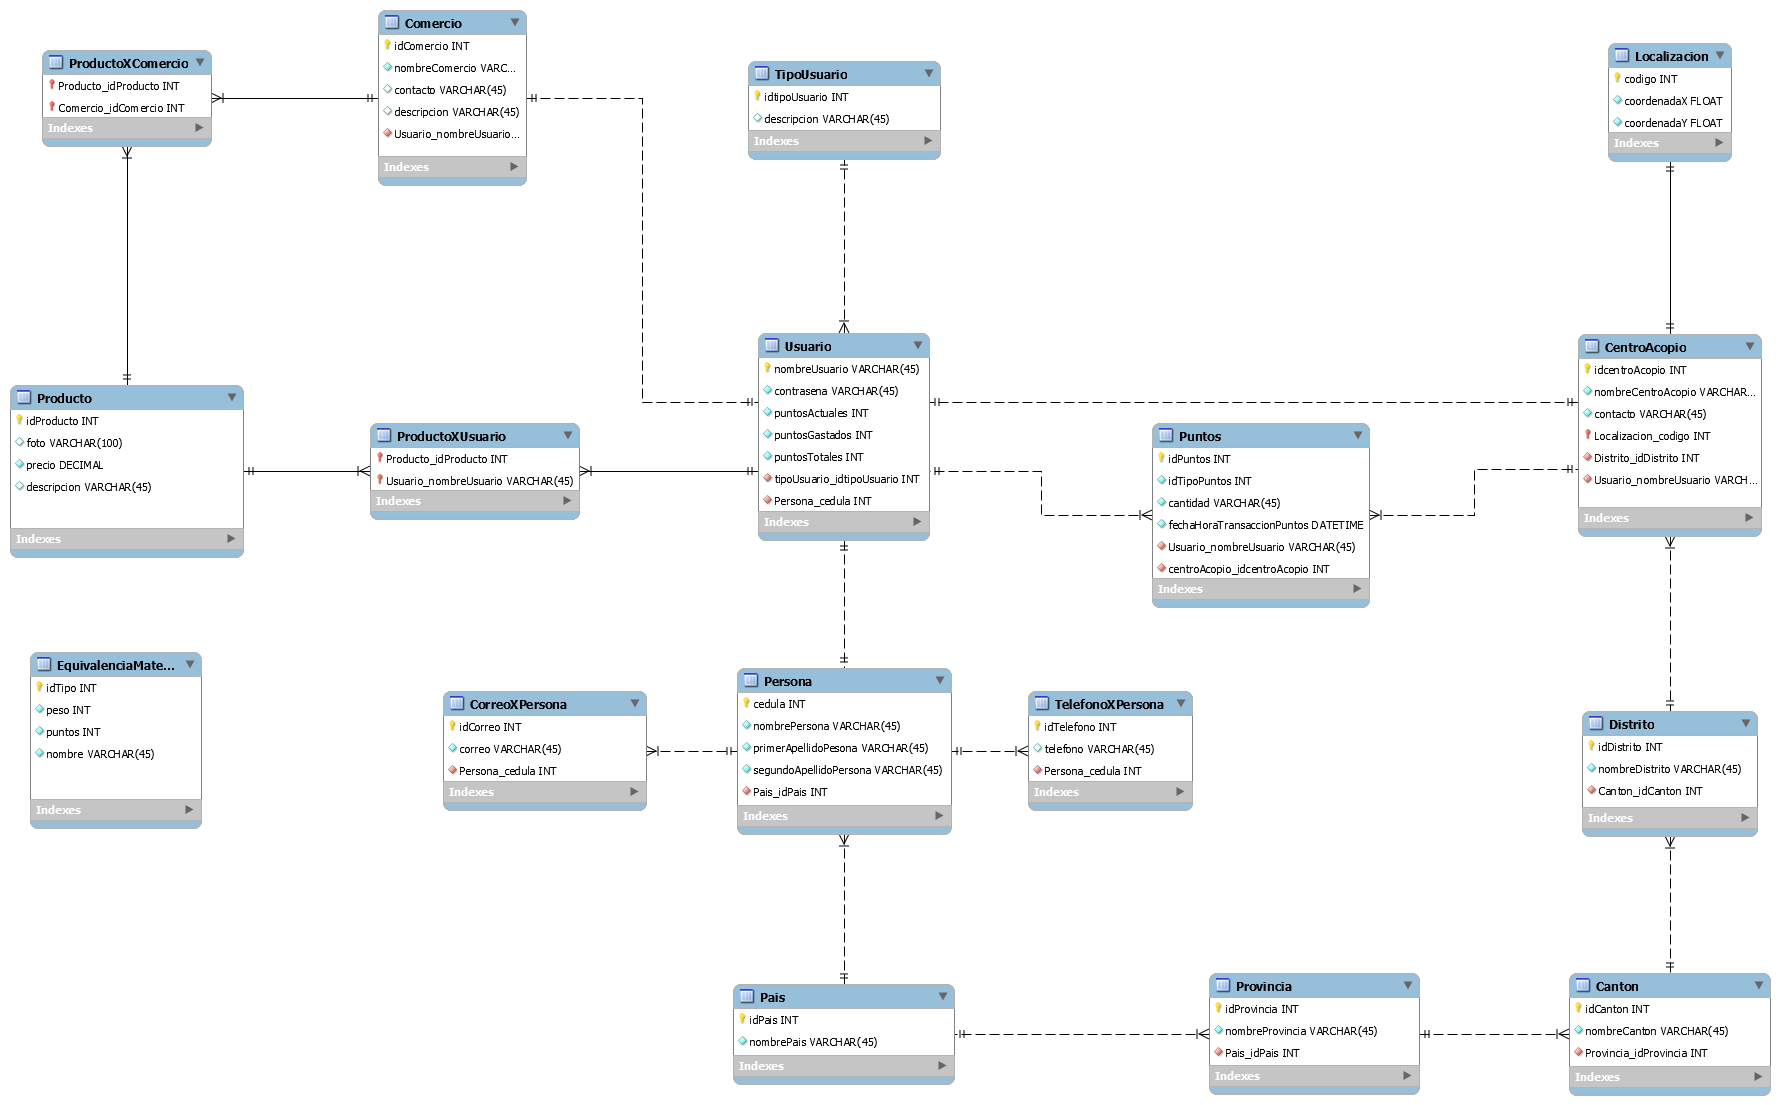 Comercio
idComercio INT
nombreComercio VARC...
contacto VARCHAR(45)
descripcion VARCHAR(45)
Usuario_nombreUsuario...
Indexes
ProductoXComercio
Producto_idProducto INT
Comercio_idComercio INT
Indexes
TipoUsuario
idtipoUsuario INT
descripcion VARCHAR(45)
Indexes
Localizacion
codigo INT
coordenadaX FLOAT
coordenadaY FLOAT
Indexes
Usuario
nombreUsuario VARCHAR(45)
contrasena VARCHAR(45)
puntosActuales INT
puntosGastados INT
puntosTotales INT
tipoUsuario_idtipoUsuario INT
Persona_cedula INT
Indexes
CentroAcopio
idcentroAcopio INT
nombreCentroAcopio VARCHAR...
contacto VARCHAR(45)
Localizacion_codigo INT
Distrito_idDistrito INT
Usuario_nombreUsuario VARCH...
Indexes
Producto
idProducto INT
foto VARCHAR(100)
precio DECIMAL
descripcion VARCHAR(45)
Indexes
ProductoXUsuario
Producto_idProducto INT
Usuario_nombreUsuario VARCHAR(45)
Indexes
Puntos
idPuntos INT
idTipoPuntos INT
cantidad VARCHAR(45)
fechaHoraTransaccionPuntos DATETIME
Usuario_nombreUsuario VARCHAR(45)
centroAcopio_idcentroAcopio INT
Indexes
EquivalenciaMate...
idTipo INT
peso INT
puntos INT
nombre VARCHAR(45)
Indexes
CorreoXPersona
idCorreo INT
correo VARCHAR(45)
Persona_cedula INT
Indexes
Persona
cedula INT
nombrePersona VARCHAR(45)
primerApellidoPesona VARCHAR(45)
segundoApellidoPersona VARCHAR(45)
Pais_idPais INT
Indexes
TelefonoXPersona
idTelefono INT
telefono VARCHAR(45)
Persona_cedula INT
Indexes
Distrito
idDistrito INT
nombreDistrito VARCHAR(45)
Canton_idCanton INT
Indexes
Pais
idPais INT
nombrePais VARCHAR(45)
Indexes
Provincia
idProvincia INT
nombreProvincia VARCHAR(45)
Pais_idPais INT
Indexes
Canton
idCanton INT
nombreCanton VARCHAR(45)
Provincia_idProvincia INT
Indexes